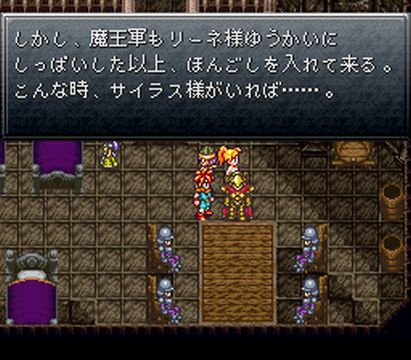 しかし、魔王軍もリーネ様ゆうかいに
しっぱいした以上、ほんごしを入れて来る。
こんな時、サイラス様がいれば……。